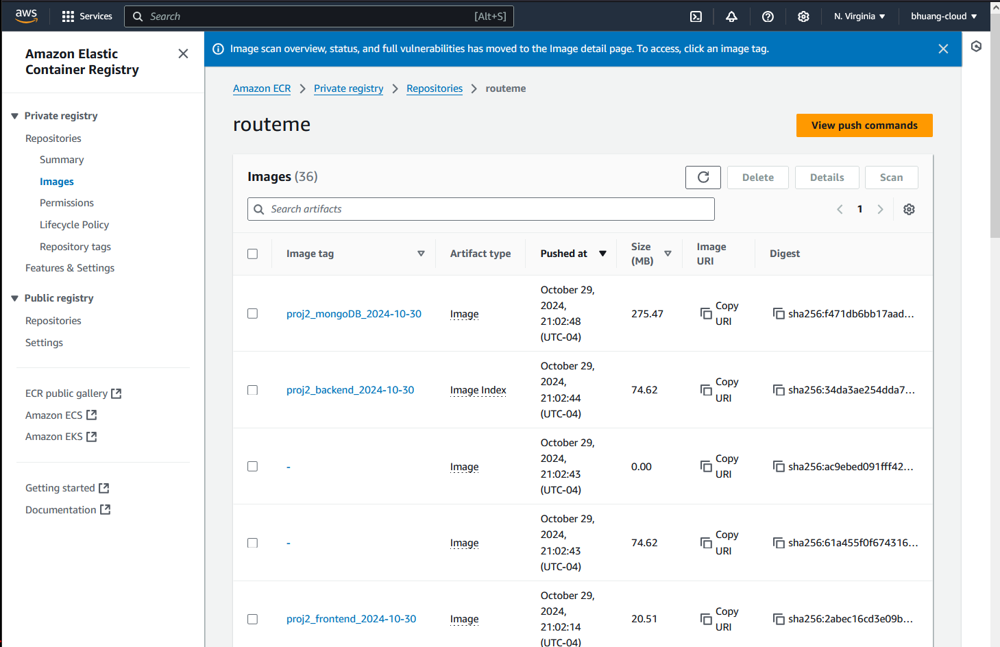 aws
Services
Search
[Alt+S]
N. Virginia
bhuang-cloud
Amazon Elastic
Container Registry
Private registry
Repositories
Summary
Images
Permissions
Lifecycle Policy
Repository tags
Features & Settings
Public registry
Repositories
Settings
ECR public gallery
Amazon ECS
Amazon EKS
Getting started
Documentation
Image scan overview, status, and full vulnerabilities has moved to the Image detail page. To access, click an image tag.
Amazon ECR
Private registry
Repositories
routeme
routeme
View push commands
Images (36)
Delete
Details
Scan
Search artifacts
1
Image tag
Artifact type
Pushed at
Size
(MB)
Image
URI
Digest
proj2_mongoDB_2024-10-30
Image
October 29,
2024,
21:02:48
(UTC-04)
275.47
Copy
URI
sha256:f471db6bb17aad...
proj2_backend_2024-10-30
Image Index
October 29,
2024,
21:02:44
(UTC-04)
74.62
Copy
URI
sha256:34da3ae254dda7...
-
Image
October 29,
2024,
21:02:43
(UTC-04)
0.00
Copy
URI
sha256:ac9ebed091fff42...
-
Image
October 29,
2024,
21:02:43
(UTC-04)
74.62
Copy
URI
sha256:61a455f0f674316...
proj2_frontend_2024-10-30
Image
October 29,
2024,
21:02:14
(UTC-04)
20.51
Copy
URI
sha256:2abec16cd3e09b...